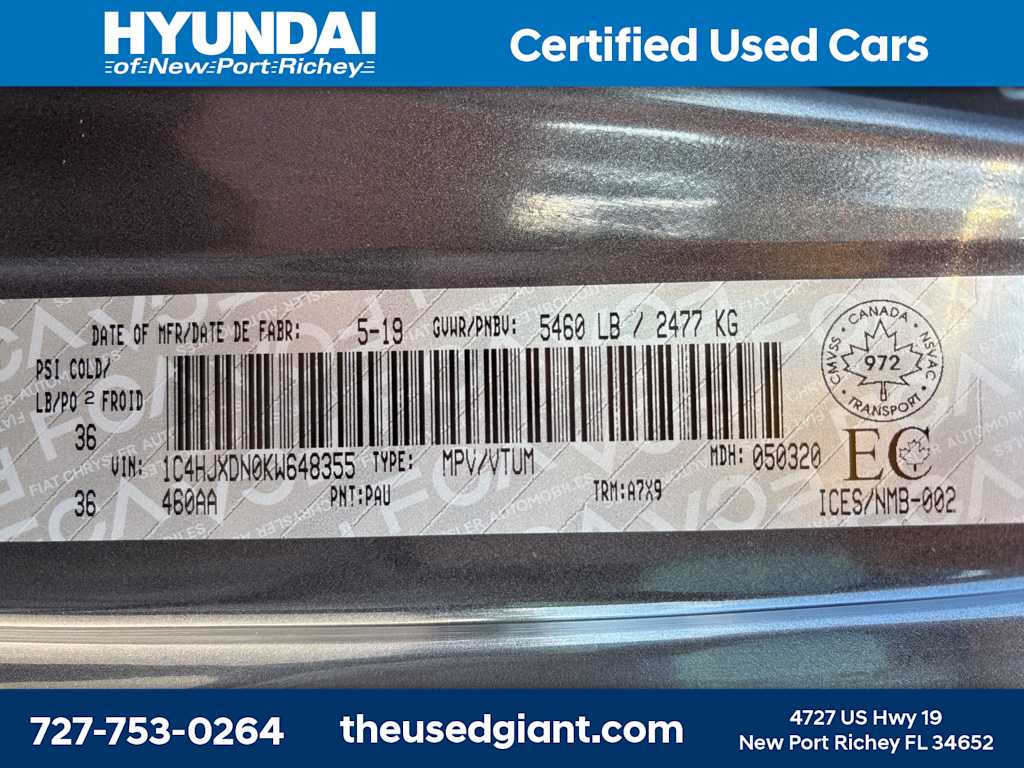 HYUNDAI
of New Port Richey
Certified Used Cars
DATE OF MFR/DATE DE FABR: 5-19 GVWR/PNBV: 5460 LB / 2477 KG
PSI COLD/
LB/PO 2 FROID
36
VIN: 1C4HJXDN0KW648355 TYPE: MPV/VTUM MDH: 050320
36 460AA PNT:PAU TRM:A7X9
CANADA
CMVSS
972
NSVAC
TRANSPORT
EC
ICES/NMB-002
727-753-0264
theusedgiant.com
4727 US Hwy 19
New Port Richey FL 34652